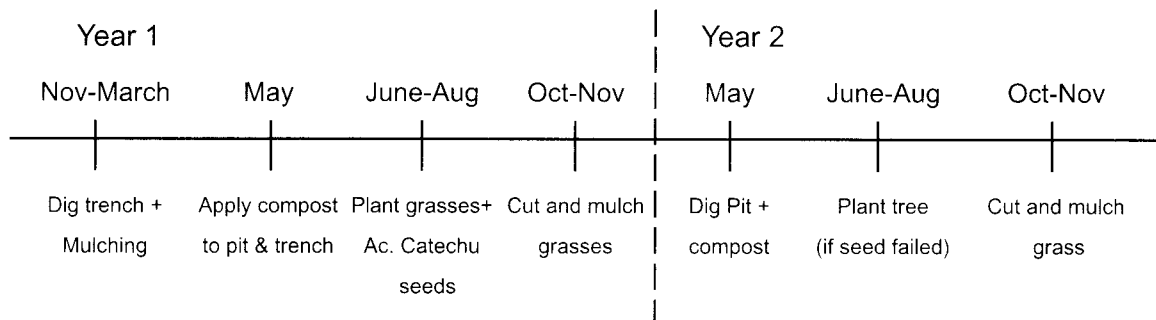 Year 1
Year 2
Nov-March
May
June-Aug
Oct-Nov
May
June-Aug
Oct-Nov
Dig trench +
Mulching
Apply compost
to pit & trench
Plant grasses+
Ac. Catechu
seeds
Cut and mulch
grasses
Dig Pit +
compost
Plant tree
(if seed failed)
Cut and mulch
grass